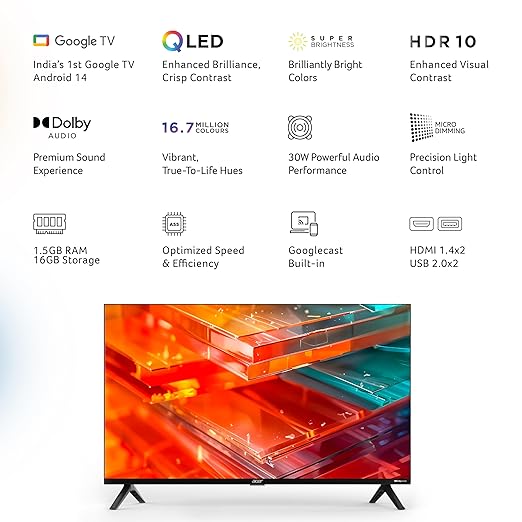 Google TV
India's 1st Google TV
Android 14
QLED
Enhanced Brilliance,
Crisp Contrast
SUPER
BRIGHTNESS
Brilliantly Bright
Colors
HDR10
Enhanced Visual
Contrast
Dolby
AUDIO
Premium Sound
Experience
16.7 MILLION
COLOURS
Vibrant,
True-To-Life Hues
30W Powerful Audio
Performance
MICRO
DIMMING
Precision Light
Control
1.5GB RAM
16GB Storage
A55
Optimized Speed
& Efficiency
Googlecast
Built-in
HDMI 1.4x2
USB 2.0x2
acer